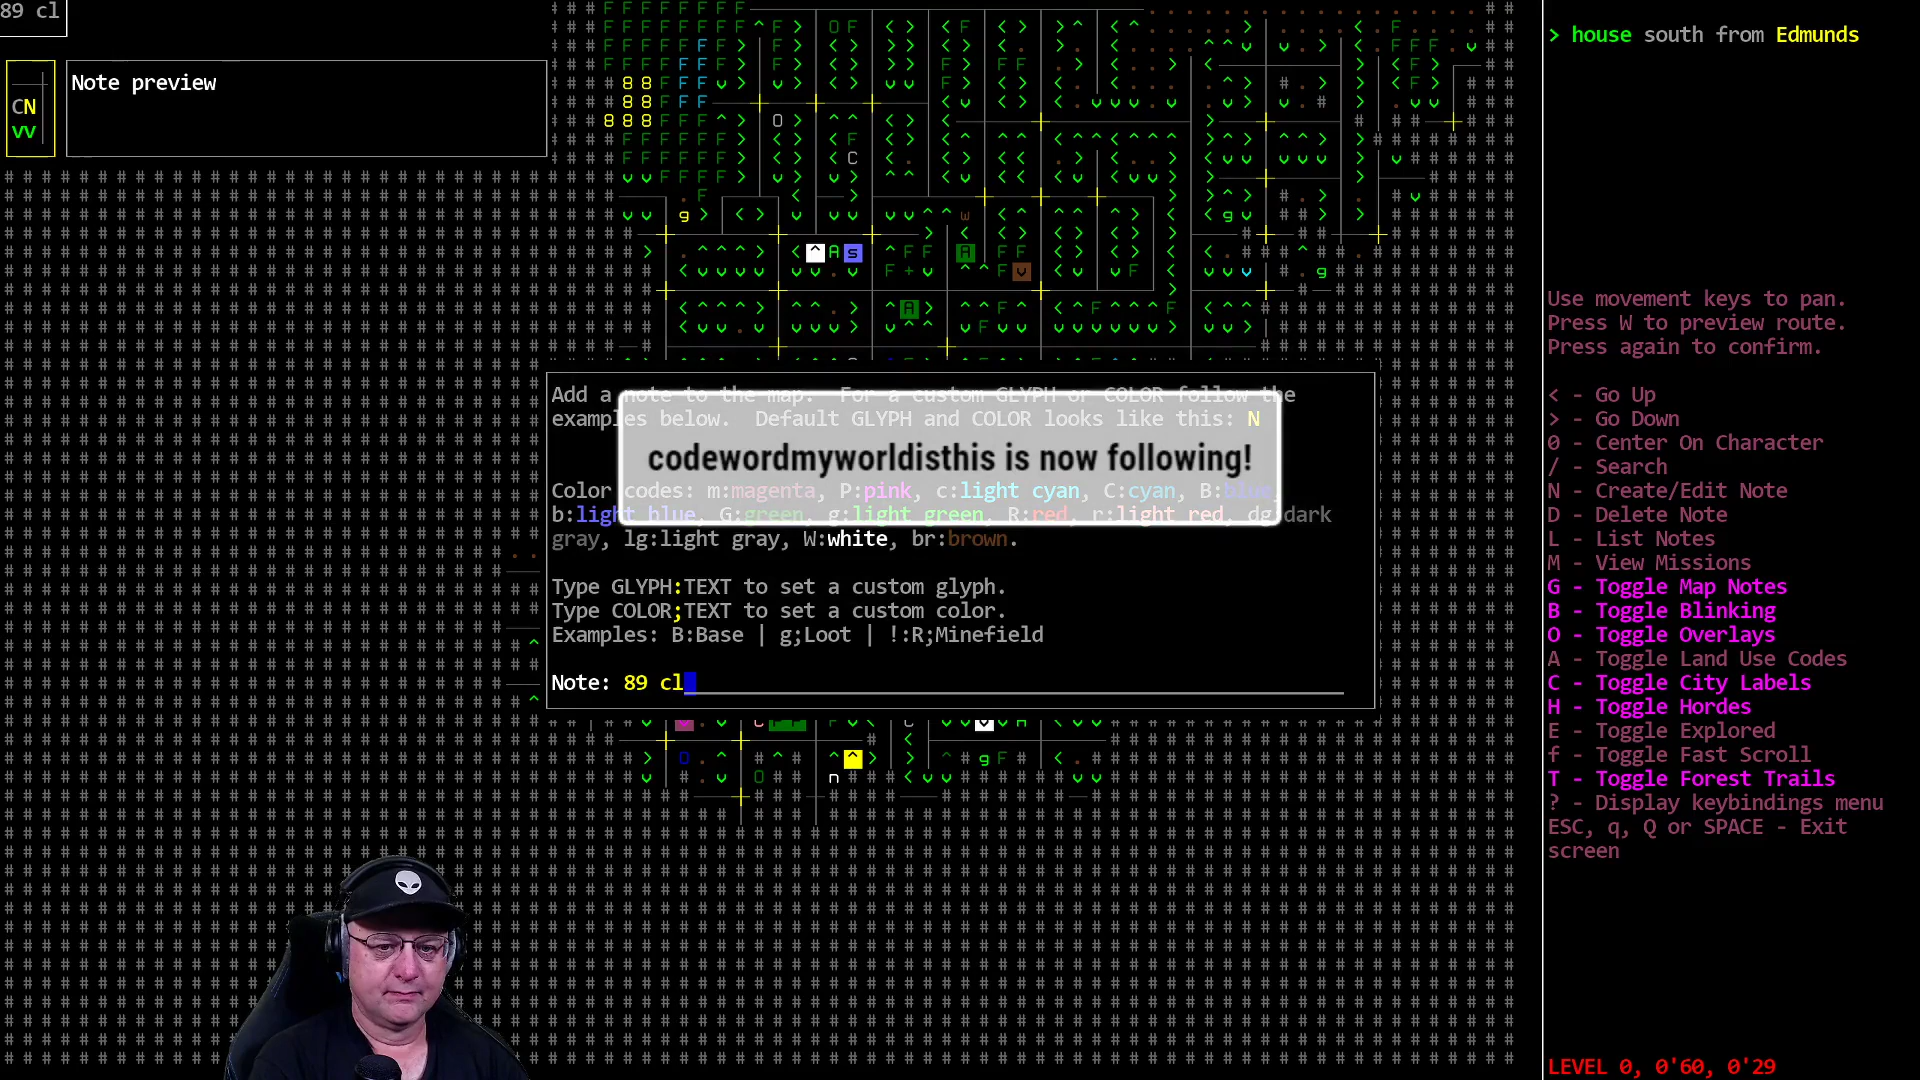 89 cl
Note preview
CN
vv
> house south from Edmunds
Add a note to the map. For a custom GLYPH or COLOR follow the
examples below. Default GLYPH and COLOR looks like this: N
codewordmyworldisthis is now following!
Color codes: m:magenta, P:pink, c:light cyan, C:cyan, B:blue,
b:light blue, G:green, g:light green, R:red, r:light red, dg:dark
gray, lg:light gray, W:white, br:brown.
Type GLYPH:TEXT to set a custom glyph.
Type COLOR;TEXT to set a custom color.
Examples: B:Base | g;Loot | !:R;Minefield
Note: 89 cl
Use movement keys to pan.
Press W to preview route.
Press again to confirm.
< - Go Up
> - Go Down
0 - Center On Character
/ - Search
N - Create/Edit Note
D - Delete Note
L - List Notes
M - View Missions
G - Toggle Map Notes
B - Toggle Blinking
O - Toggle Overlays
A - Toggle Land Use Codes
C - Toggle City Labels
H - Toggle Hordes
E - Toggle Explored
f - Toggle Fast Scroll
T - Toggle Forest Trails
? - Display keybindings menu
ESC, q, Q or SPACE - Exit
screen
LEVEL 0, 0'60, 0'29